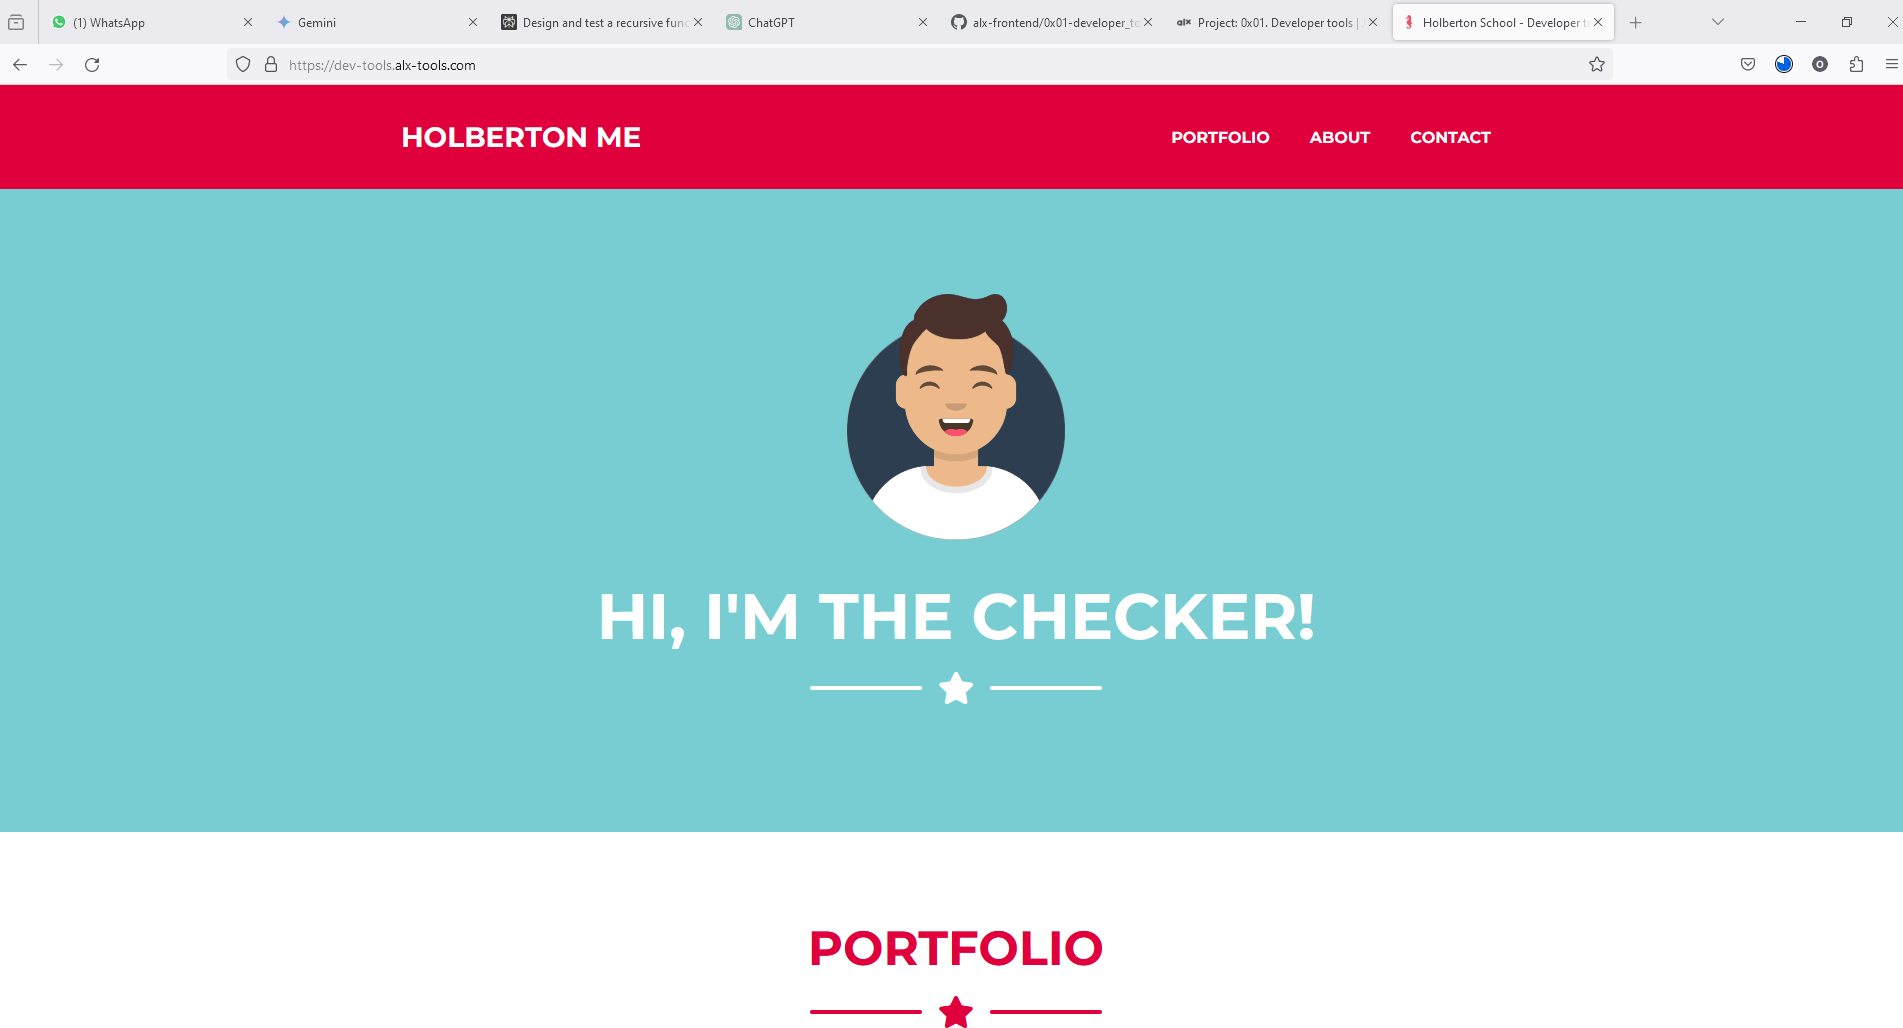 (1) WhatsApp
Gemini
Design and test a recursive func
ChatGPT
alx-frontend/0x01-developer_to
alx
Project: 0x01. Developer tools |
Holberton School - Developer t
https://dev-tools.alx-tools.com
HOLBERTON ME
PORTFOLIO
ABOUT
CONTACT
HI, I'M THE CHECKER!
PORTFOLIO